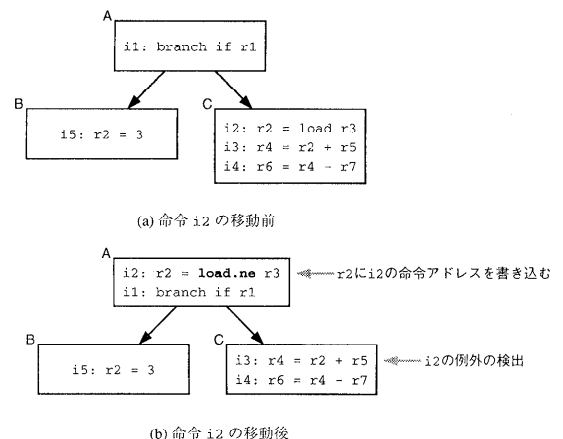 A
i1: branch if r1
B
i5: r2 = 3
C
i2: r2 = load r3
i3: r4 = r2 + r5
i4: r6 = r4 - r7
(a) 命令 i2 の移動前
A
i2: r2 = load.ne r3
i1: branch if r1
r2にi2の命令アドレスを書き込む
B
i5: r2 = 3
C
i3: r4 = r2 + r5
i4: r6 = r4 - r7
i2の例外の検出
(b) 命令 i2 の移動後